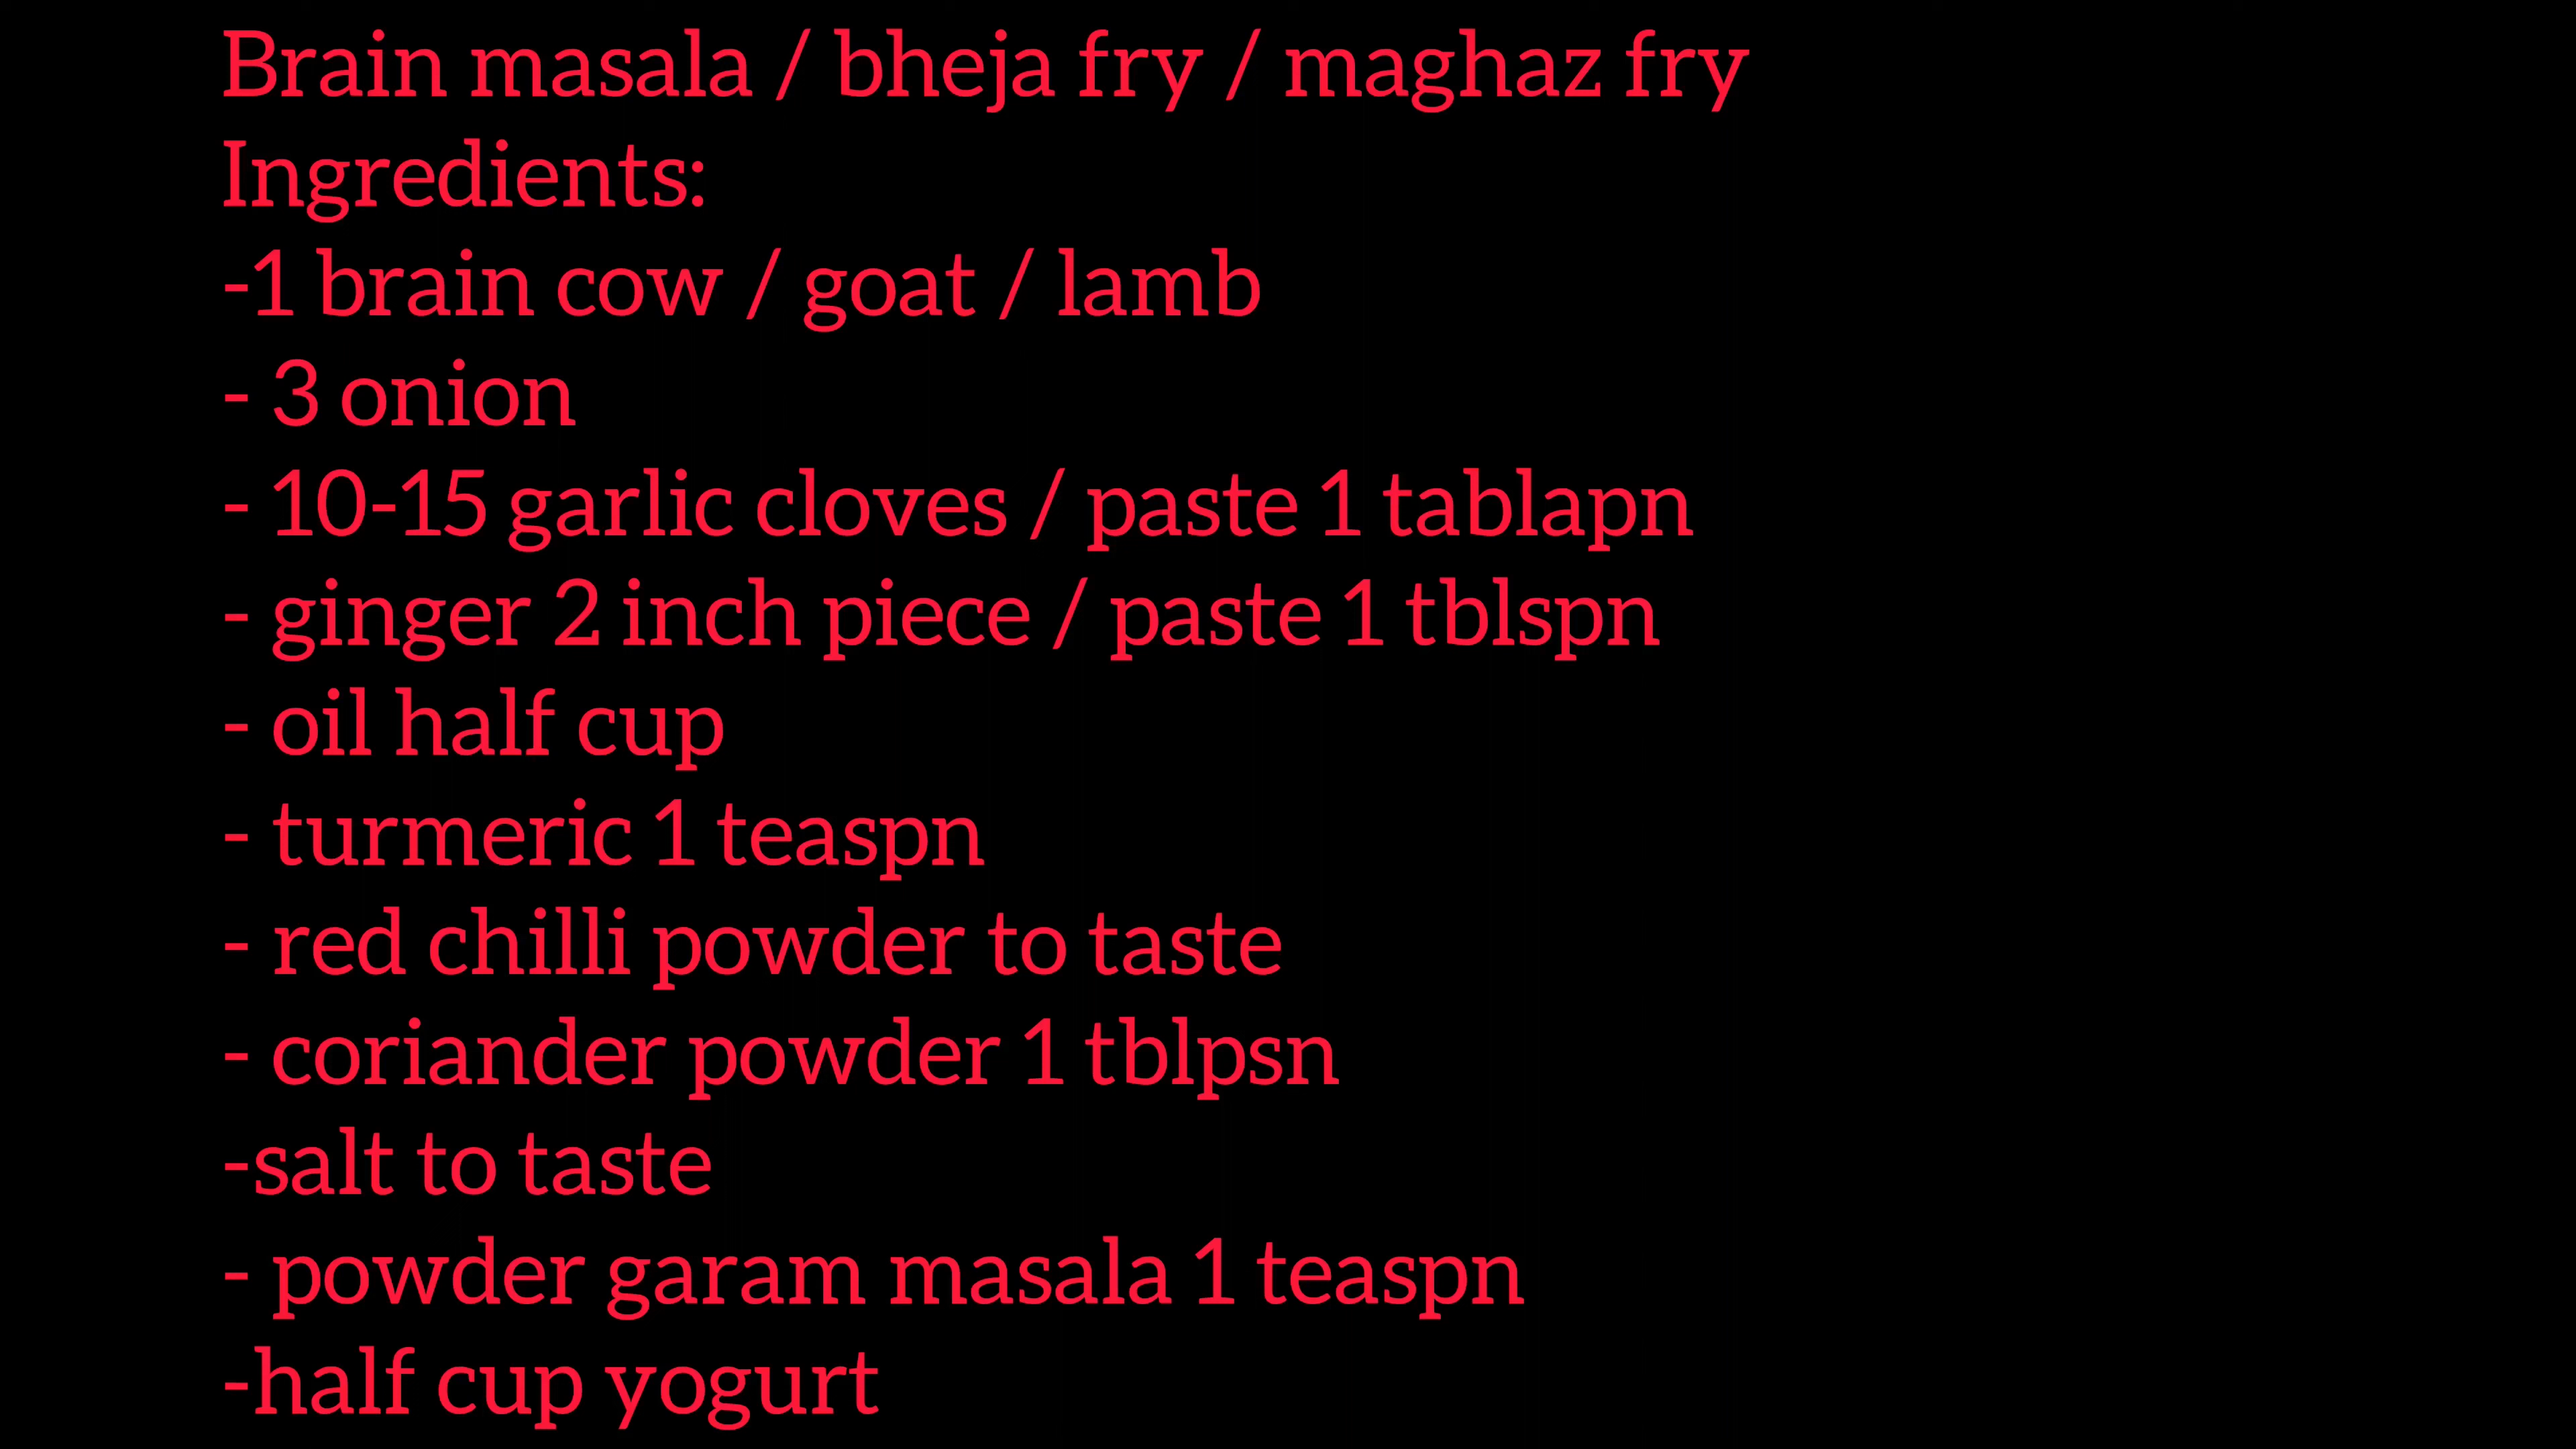 Brain masala / bheja fry / maghaz fry
Ingredients:
-1 brain cow / goat / lamb
- 3 onion
- 10-15 garlic cloves / paste 1 tablapn
- ginger 2 inch piece / paste 1 tblspn
- oil half cup
- turmeric 1 teaspn
- red chilli powder to taste
- coriander powder 1 tblpsn
-salt to taste
- powder garam masala 1 teaspn
-half cup yogurt